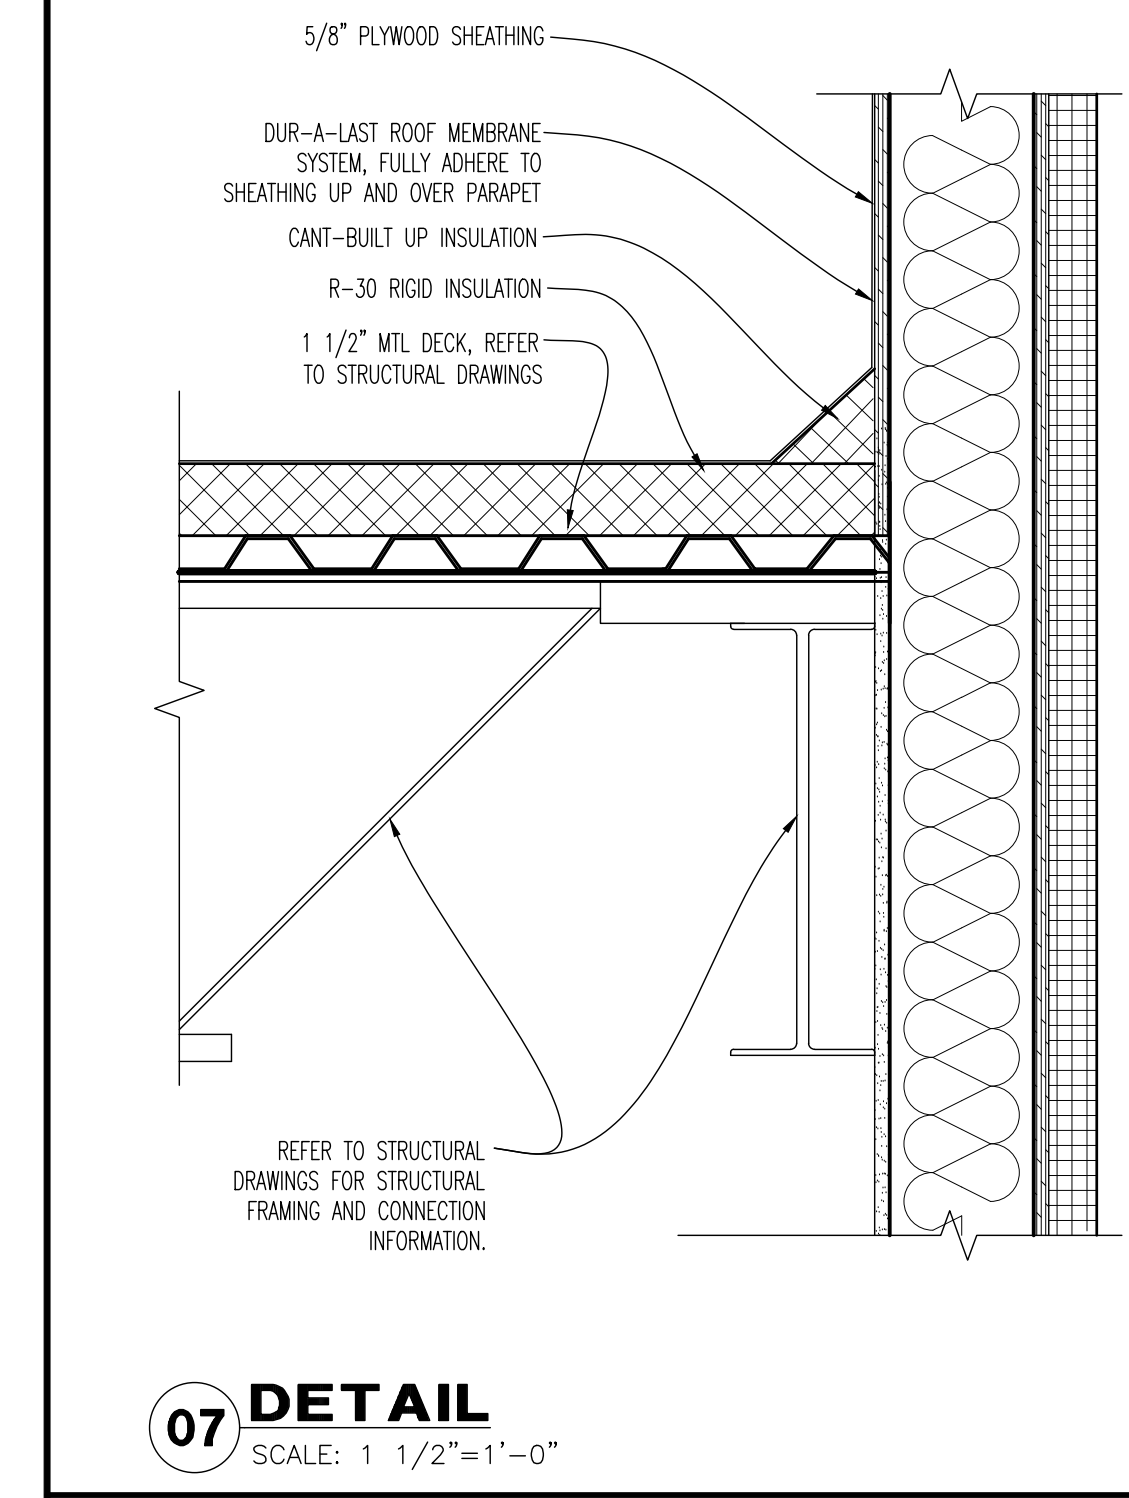 5/8" PLYWOOD SHEATHING
DUR-A-LAST ROOF MEMBRANE
SYSTEM, FULLY ADHERE TO
SHEATHING UP AND OVER PARAPET
CANT-BUILT UP INSULATION
R-30 RIGID INSULATION
1 1/2" MTL DECK, REFER
TO STRUCTURAL DRAWINGS
REFER TO STRUCTURAL
DRAWINGS FOR STRUCTURAL
FRAMING AND CONNECTION
INFORMATION.
07 DETAIL
SCALE: 1 1/2"=1'-0"